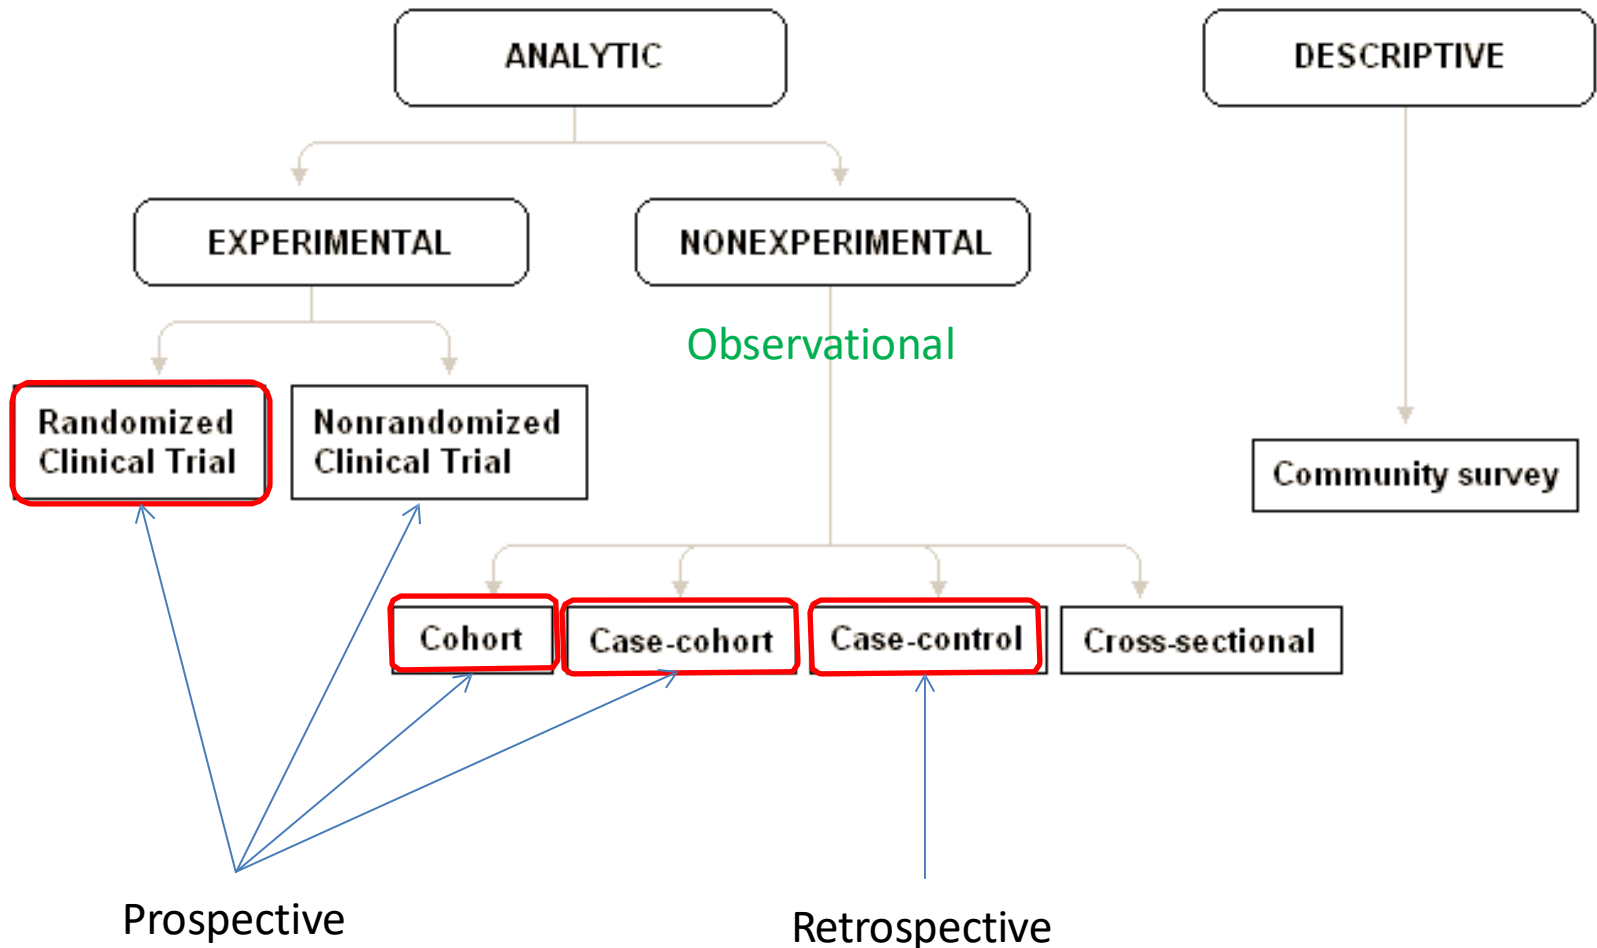 ANALYTIC
DESCRIPTIVE
EXPERIMENTAL
NONEXPERIMENTAL
Observational
Randomized
Clinical Trial
Nonrandomized
Clinical Trial
Community survey
Cohort
Case-cohort
Case-control
Cross-sectional
Prospective
Retrospective